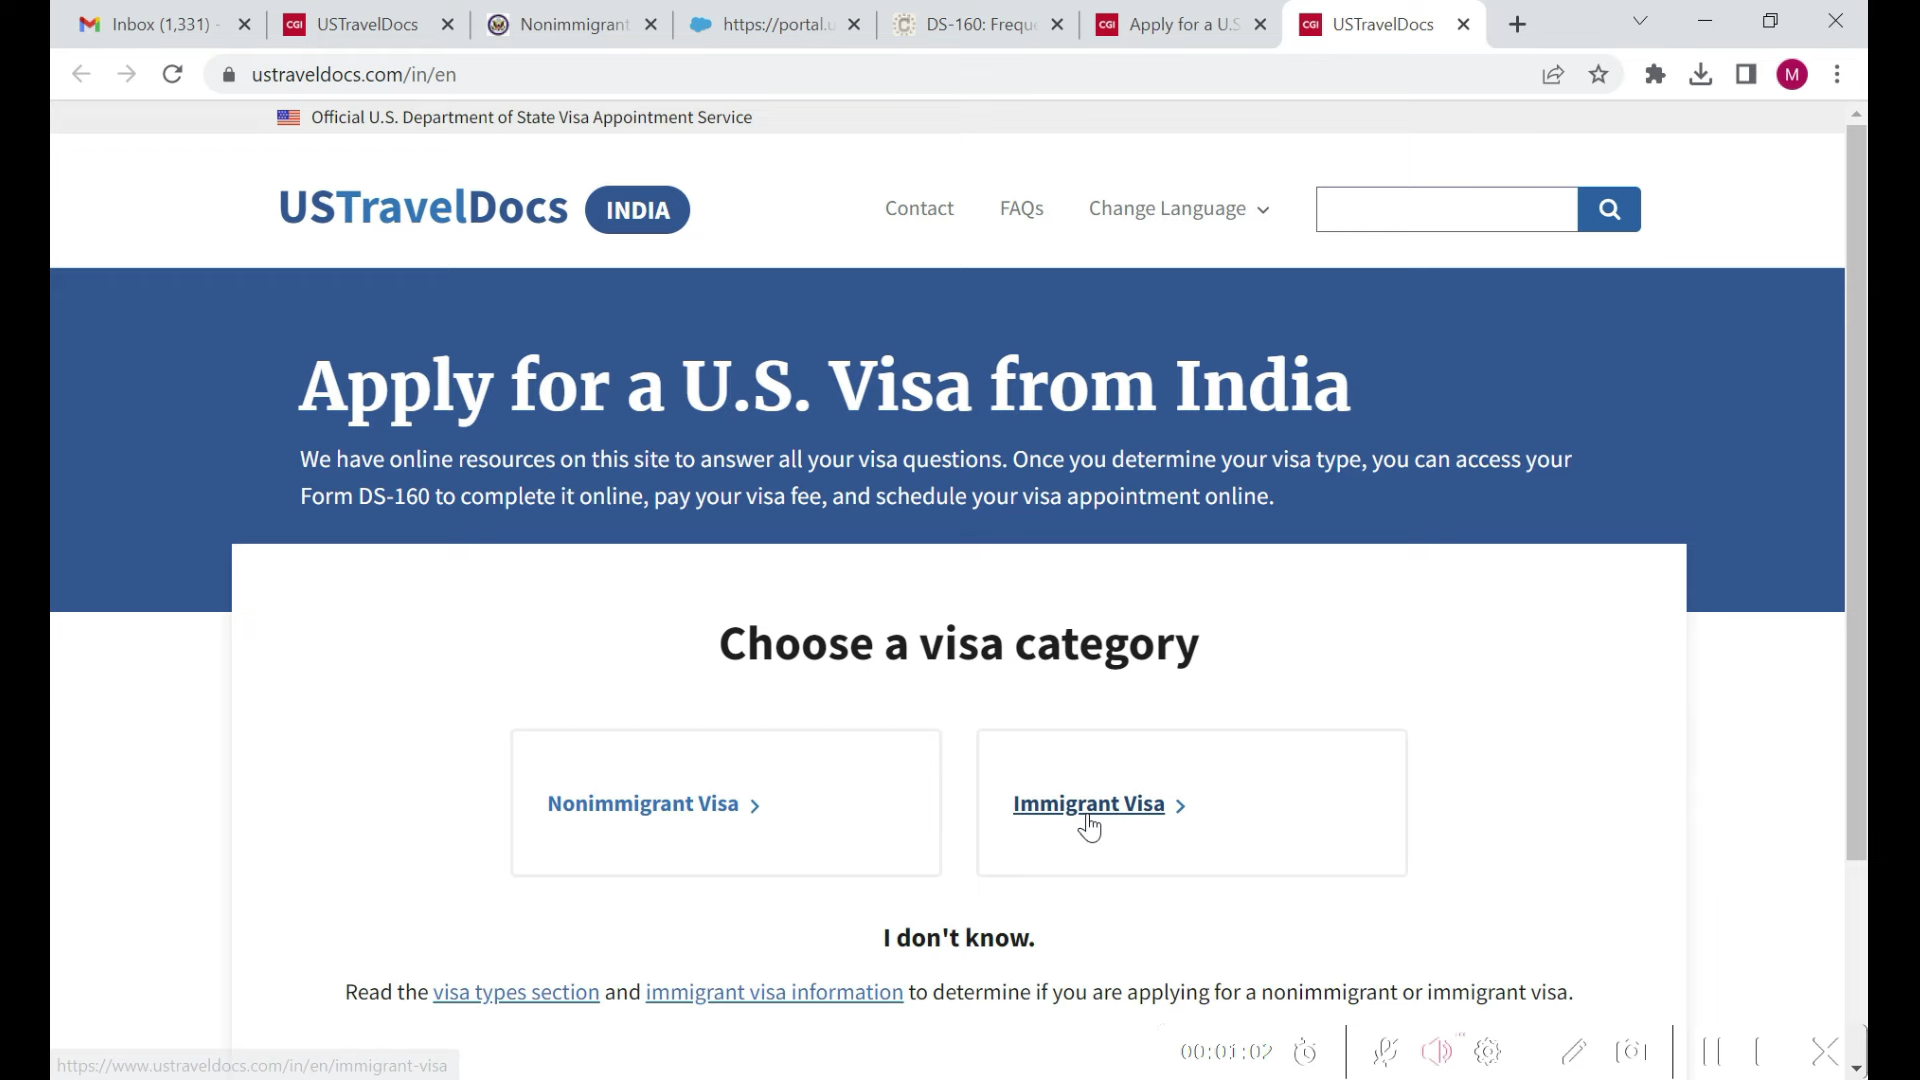 Inbox (1,331) -
CGI USTravelDocs
Nonimmigrant
https://portal.u
DS-160: Freque
CGI Apply for a U.S
CGI USTravelDocs
ustraveldocs.com/in/en
M
Official U.S. Department of State Visa Appointment Service
USTravelDocs INDIA
Contact FAQs Change Language
Apply for a U.S. Visa from India
We have online resources on this site to answer all your visa questions. Once you determine your visa type, you can access your
Form DS-160 to complete it online, pay your visa fee, and schedule your visa appointment online.
Choose a visa category
Nonimmigrant Visa
Immigrant Visa
I don't know.
Read the visa types section and immigrant visa information to determine if you are applying for a nonimmigrant or immigrant visa.
00:01:02
https://www.ustraveldocs.com/in/en/immigrant-visa